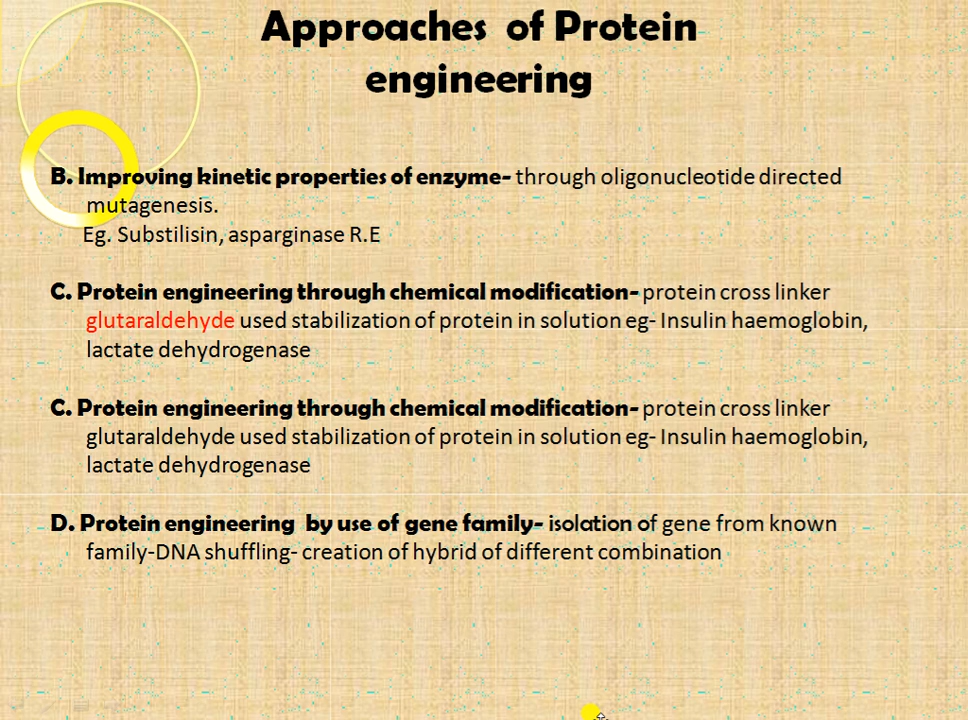 Approaches of Protein
engineering
B. Improving kinetic properties of enzyme- through oligonucleotide directed
mutagenesis.
Eg. Substilisin, asparginase R.E
C. Protein engineering through chemical modification- protein cross linker
glutaraldehyde used stabilization of protein in solution eg- Insulin haemoglobin,
lactate dehydrogenase
C. Protein engineering through chemical modification- protein cross linker
glutaraldehyde used stabilization of protein in solution eg- Insulin haemoglobin,
lactate dehydrogenase
D. Protein engineering by use of gene family- isolation of gene from known
family-DNA shuffling- creation of hybrid of different combination